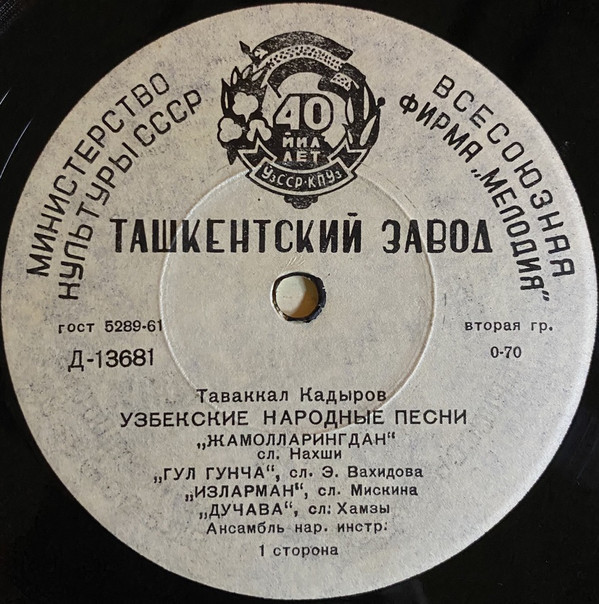 МИНИСТЕРСТВО
КУЛЬТУРЫ СССР
ВСЕСОЮЗНАЯ
ФИРМА „МЕЛОДИЯ"
40
ЙИЛ
ЛЕТ
УзССР·КПУз
ТАШКЕНТСКИЙ ЗАВОД
гост 5289-61
вторая гр.
Д-13681
0-70
Таваккал Кадыров
УЗБЕКСКИЕ НАРОДНЫЕ ПЕСНИ
„ЖАМОЛЛАРИНГДАН"
сл. Нахши
„ГУЛ ГУНЧА", сл. Э. Вахидова
„ИЗЛАРМАН", сл. Мискина
„ДУЧАВА", сл: Хамзы
Ансамбль нар. инстр:
1 сторона